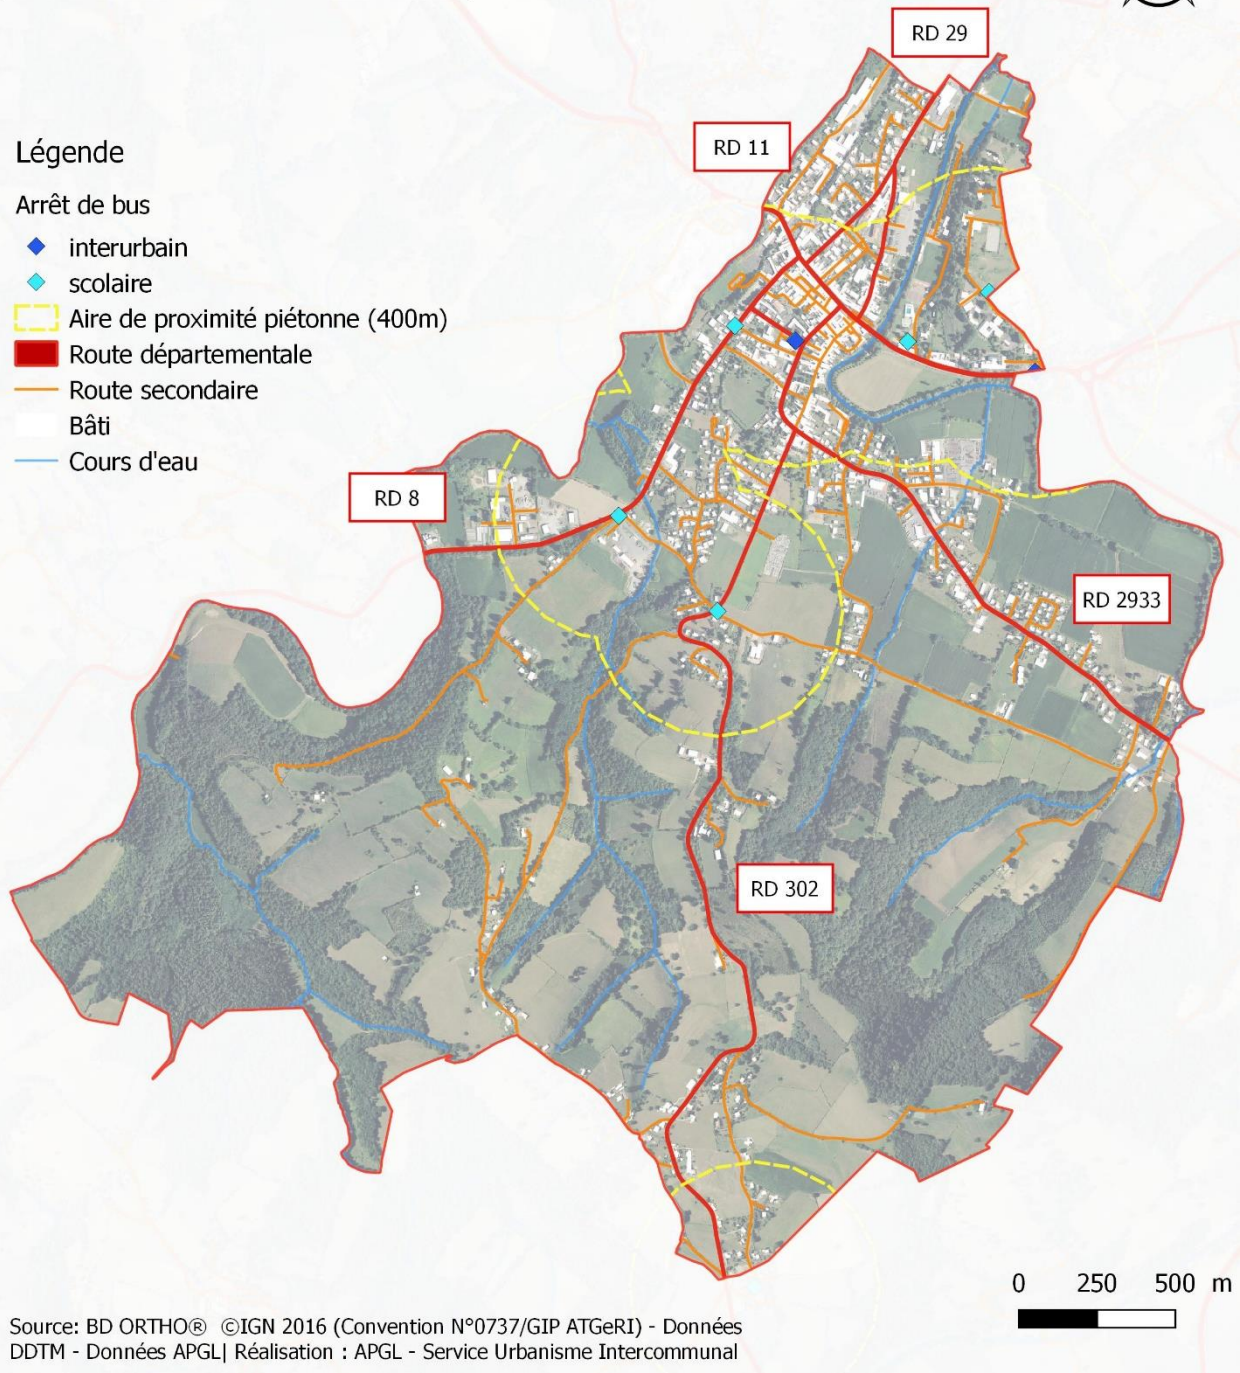 RD 29
RD 11
Légende
Arrêt de bus
interurbain
scolaire
Aire de proximité piétonne (400m)
Route départementale
Route secondaire
Bâti
Cours d'eau
RD 8
RD 2933
RD 302
0 250 500 m
Source: BD ORTHO® ©IGN 2016 (Convention N°0737/GIP ATGeRI) - Données
DDTM - Données APGL| Réalisation : APGL - Service Urbanisme Intercommunal